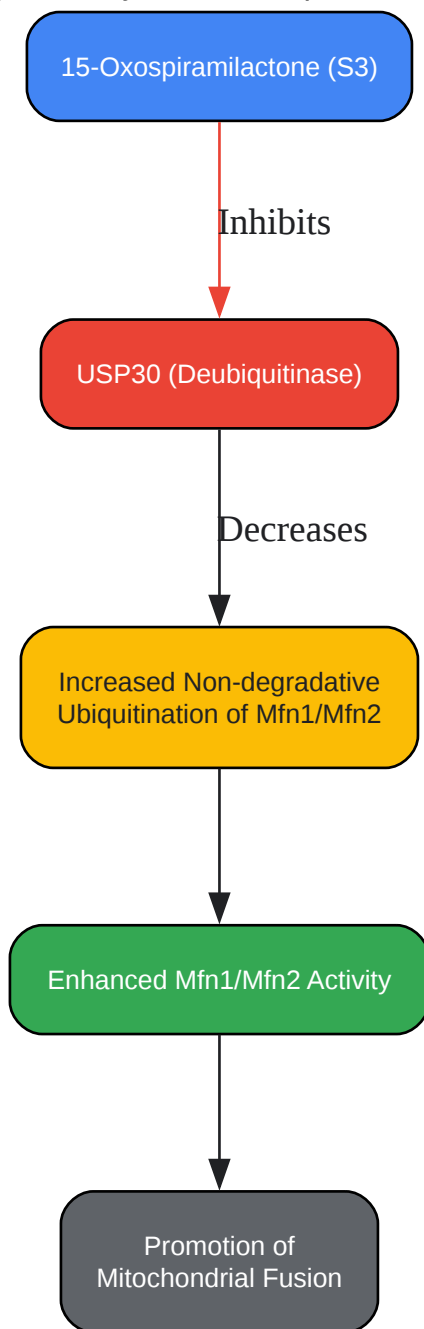 15-Oxospiramilactone (S3)
Inhibits
USP30 (Deubiquitinase)
Decreases
Increased Non-degradative
Ubiquitination of Mfn1/Mfn2
Enhanced Mfn1/Mfn2 Activity
Promotion of
Mitochondrial Fusion